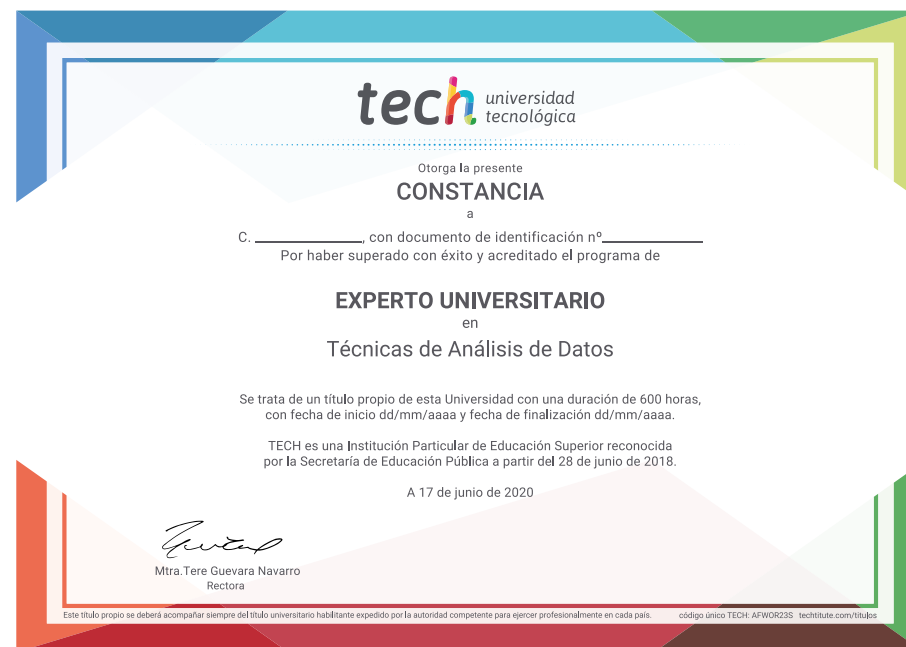 tech universidad tecnológica
Otorga la presente
CONSTANCIA
a
C. ____________, con documento de identificación nº____________
Por haber superado con éxito y acreditado el programa de
EXPERTO UNIVERSITARIO
en
Técnicas de Análisis de Datos
Se trata de un título propio de esta Universidad con una duración de 600 horas,
con fecha de inicio dd/mm/aaaa y fecha de finalización dd/mm/aaaa.
TECH es una Institución Particular de Educación Superior reconocida
por la Secretaría de Educación Pública a partir del 28 de junio de 2018.
A 17 de junio de 2020
Mtra.Tere Guevara Navarro
Rectora
Este título propio se deberá acompañar siempre del título universitario habilitante expedido por la autoridad competente para ejercer profesionalmente en cada país. código único TECH: AFWOR23S techtitute.com/titulos